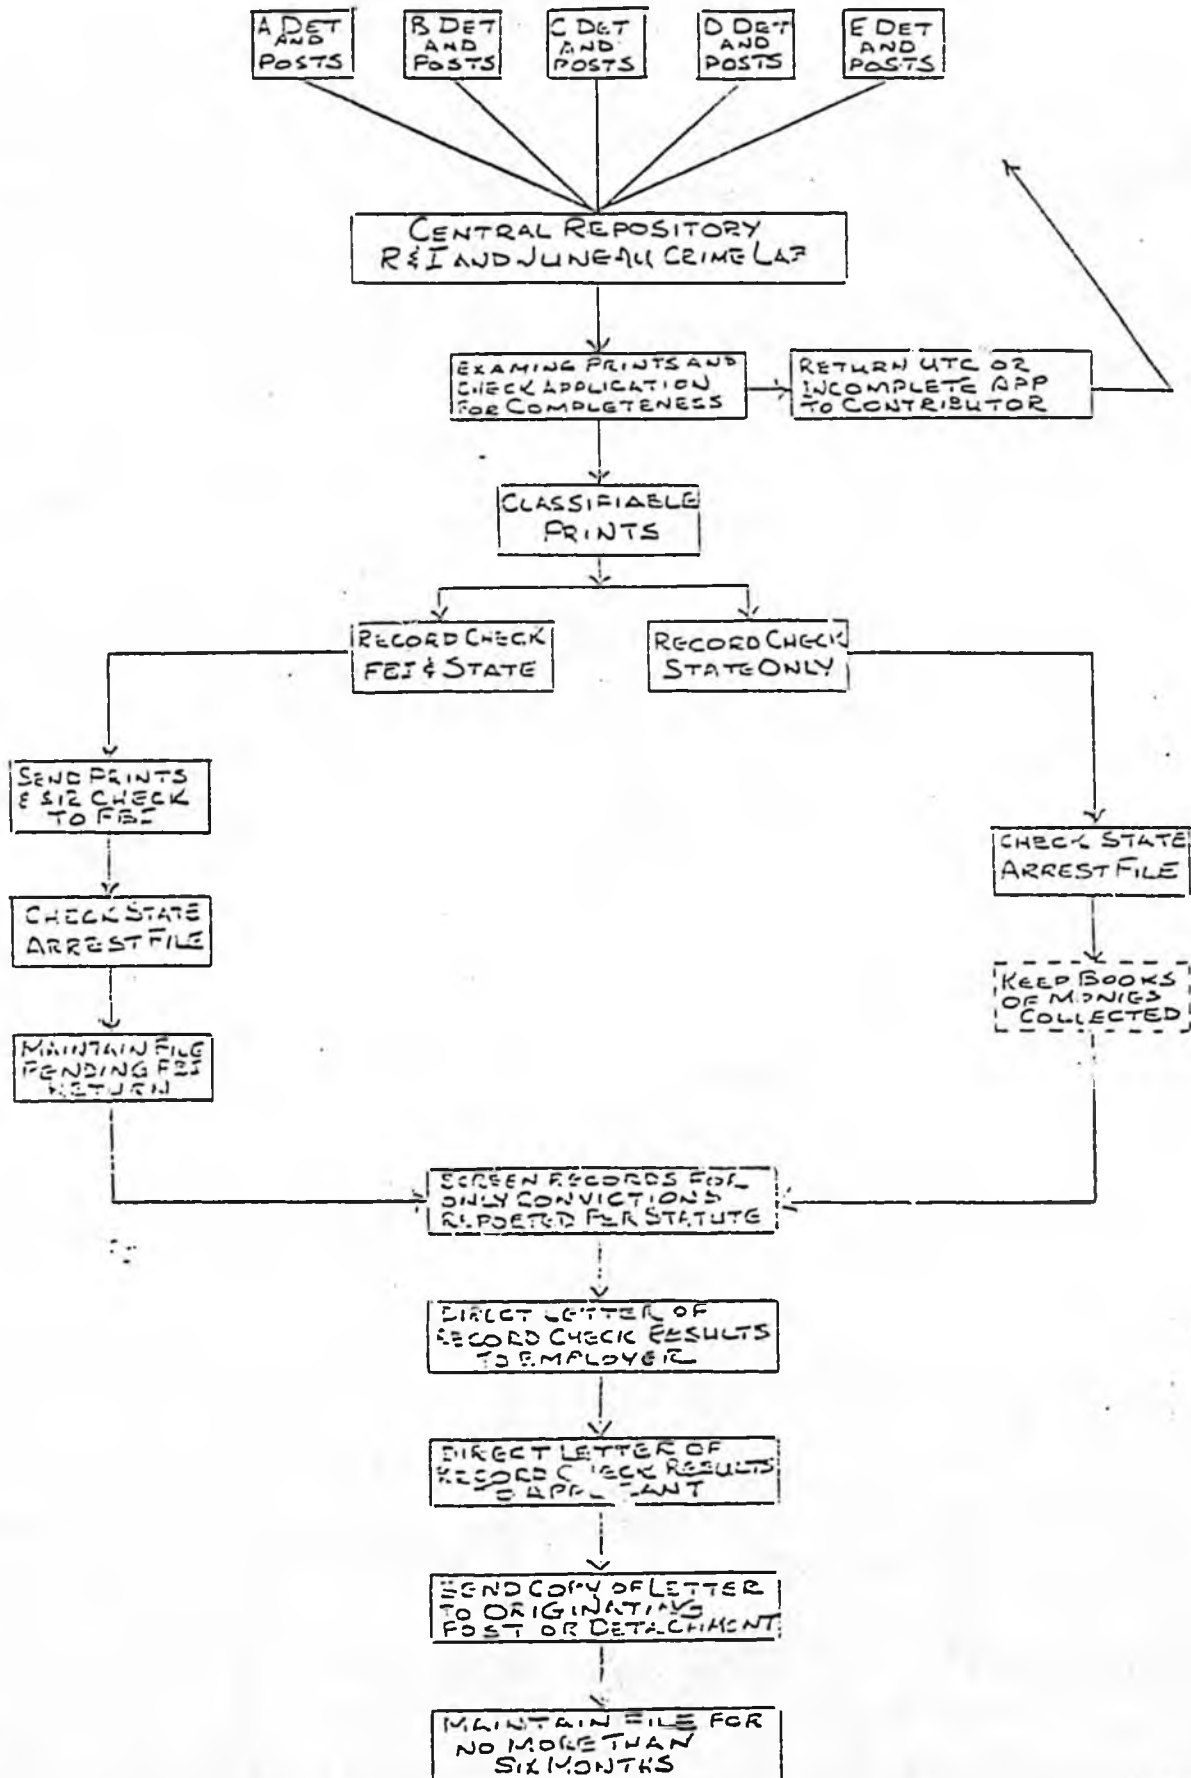 A DET
AND
POSTS
B DET
AND
POSTS
C DET
AND
POSTS
D DET
AND
POSTS
E DET
AND
POSTS
CENTRAL REPOSITORY
R&I AND JUNEAU CRIME LAB
EXAMINING PRINTS AND
CHECK APPLICATION
FOR COMPLETENESS
RETURN UTC OR
INCOMPLETE APP
TO CONTRIBUTOR
CLASSIFIABLE
PRINTS
RECORD CHECK
FBI & STATE
RECORD CHECK
STATE ONLY
SEND PRINTS
& $12 CHECK
TO FBI
CHECK STATE
ARREST FILE
CHECK STATE
ARREST FILE
KEEP BOOKS
OF MONIES
COLLECTED
MAINTAIN FILE
PENDING FBI
RETURN
SCREEN RECORDS FOR
ONLY CONVICTIONS
REPORTED PER STATUTE
DIRECT LETTER OF
RECORD CHECK RESULTS
TO EMPLOYER
DIRECT LETTER OF
RECORD CHECK RESULTS
TO APPLICANT
SEND COPY OF LETTER
TO ORIGINATING
POST OR DETACHMENT
MAINTAIN FILE FOR
NO MORE THAN
SIX MONTHS